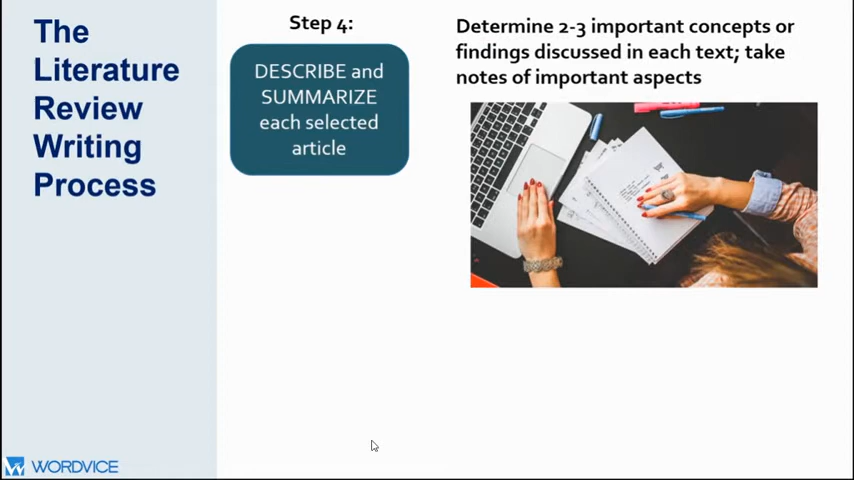 The
Literature
Review
Writing
Process
Step 4:
DESCRIBE and
SUMMARIZE
each selected
article
Determine 2-3 important concepts or
findings discussed in each text; take
notes of important aspects
WORDVICE